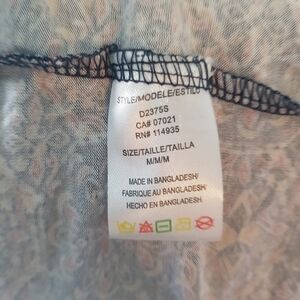 STYLE/MODELE/ESTILO
D2375S
CA# 07021
RN# 114935
SIZE/TAILLE/TALLA
M/M/M
MADE IN BANGLADESH/
FABRIQUE AU BANGLADESH/
HECHO EN BANGLADESH